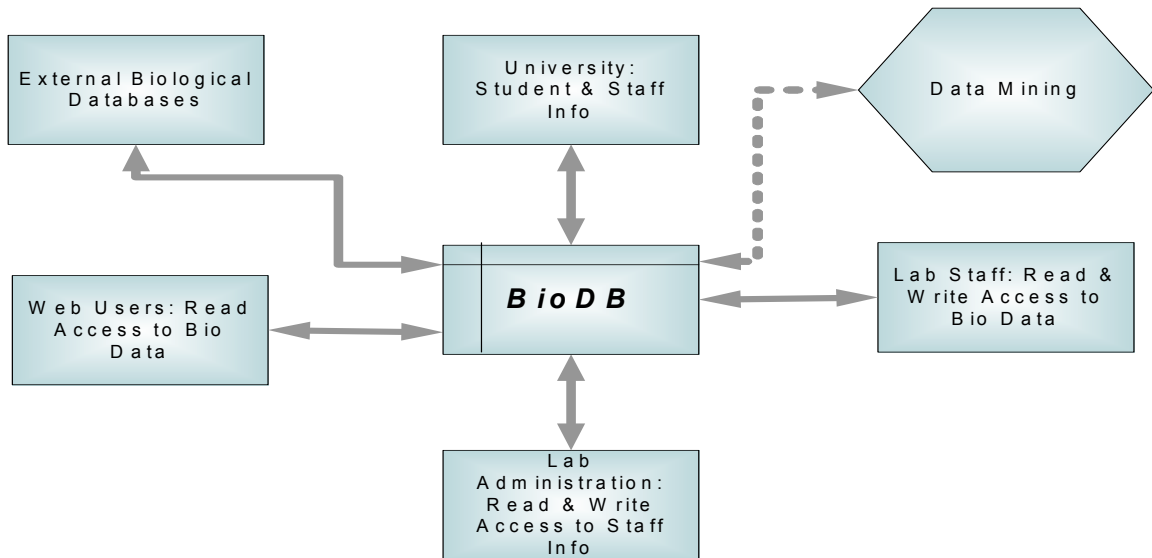 External Biological
Databases
University:
Student & Staff
Info
Data Mining
Web Users: Read
Access to Bio
Data
BioDB
Lab Staff: Read &
Write Access to
Bio Data
Lab
Administration:
Read & Write
Access to Staff
Info